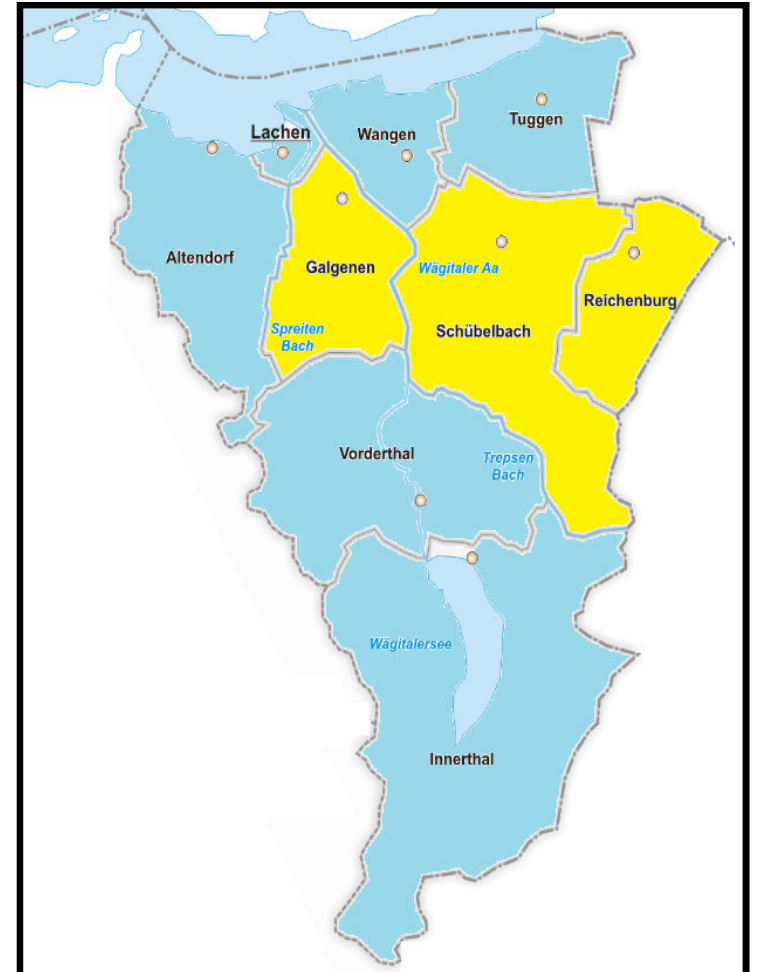 Tuggen
Lachen
Wangen
Altendorf
Galgenen
Wägitaler Aa
Reichenburg
Spreiten
Bach
Schübelbach
Vorderthal
Trepsen
Bach
Wägitalersee
Innerthal